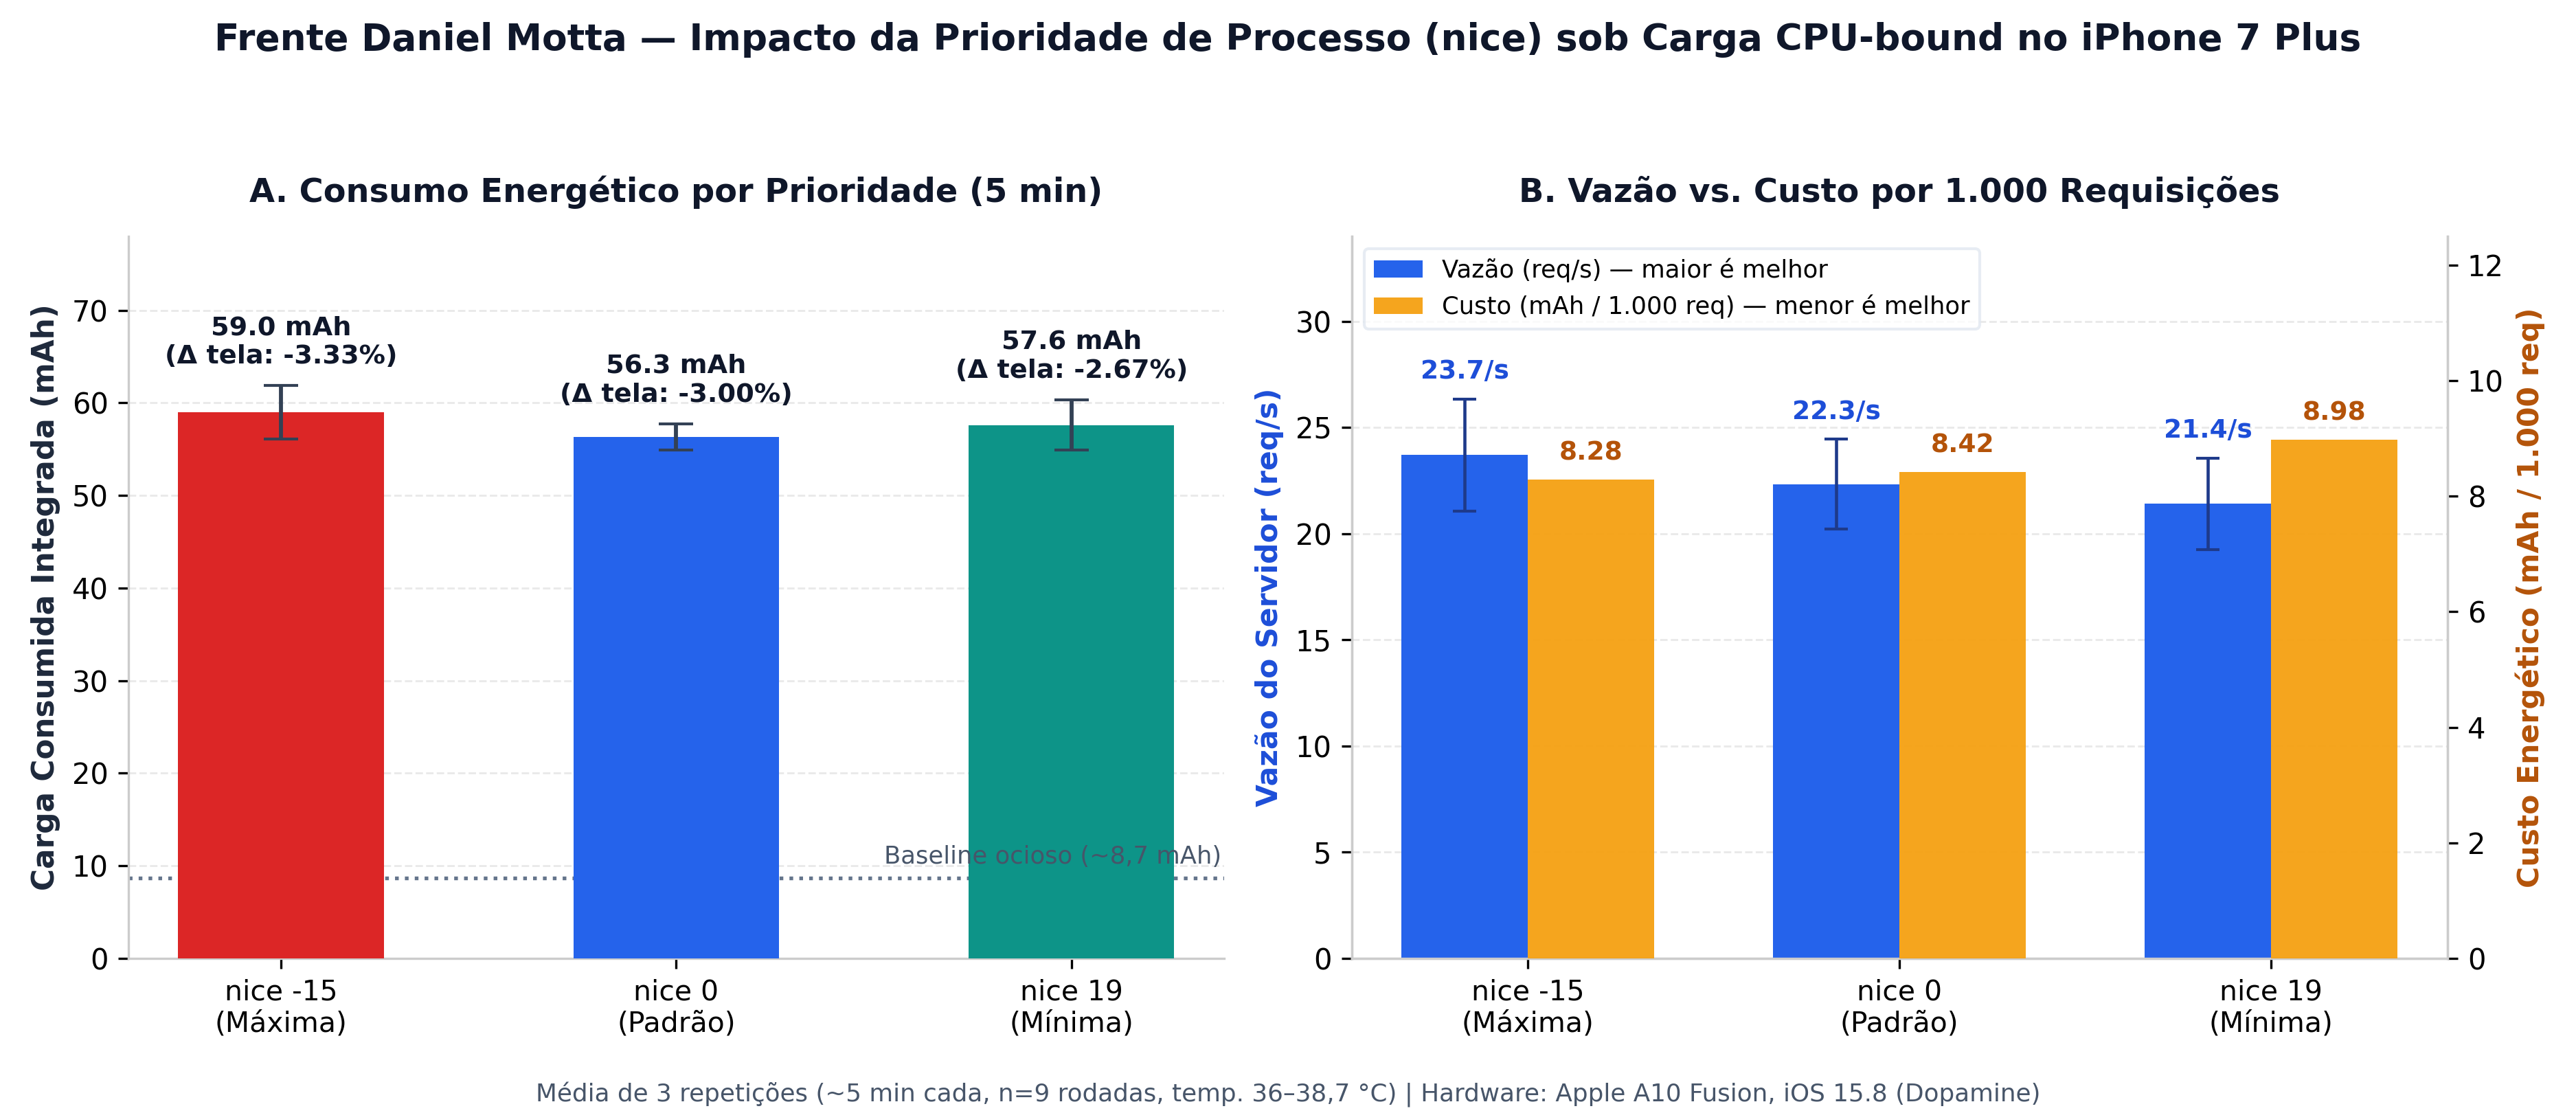 Frente Daniel Motta — Impacto da Prioridade de Processo (nice) sob Carga CPU-bound no iPhone 7 Plus
A. Consumo Energético por Prioridade (5 min)
Carga Consumida Integrada (mAh)
70
60
50
40
30
20
10
0
59.0 mAh
(Δ tela: -3.33%)
56.3 mAh
(Δ tela: -3.00%)
57.6 mAh
(Δ tela: -2.67%)
Baseline ocioso (~8,7 mAh)
nice -15
(Máxima)
nice 0
(Padrão)
nice 19
(Mínima)
B. Vazão vs. Custo por 1.000 Requisições
Vazão (req/s) — maior é melhor
Custo (mAh / 1.000 req) — menor é melhor
Vazão do Servidor (req/s)
30
25
20
15
10
5
0
23.7/s
8.28
22.3/s
8.42
21.4/s
8.98
12
10
8
6
4
2
0
Custo Energético (mAh / 1.000 req)
nice -15
(Máxima)
nice 0
(Padrão)
nice 19
(Mínima)
Média de 3 repetições (~5 min cada, n=9 rodadas, temp. 36–38,7 °C) | Hardware: Apple A10 Fusion, iOS 15.8 (Dopamine)